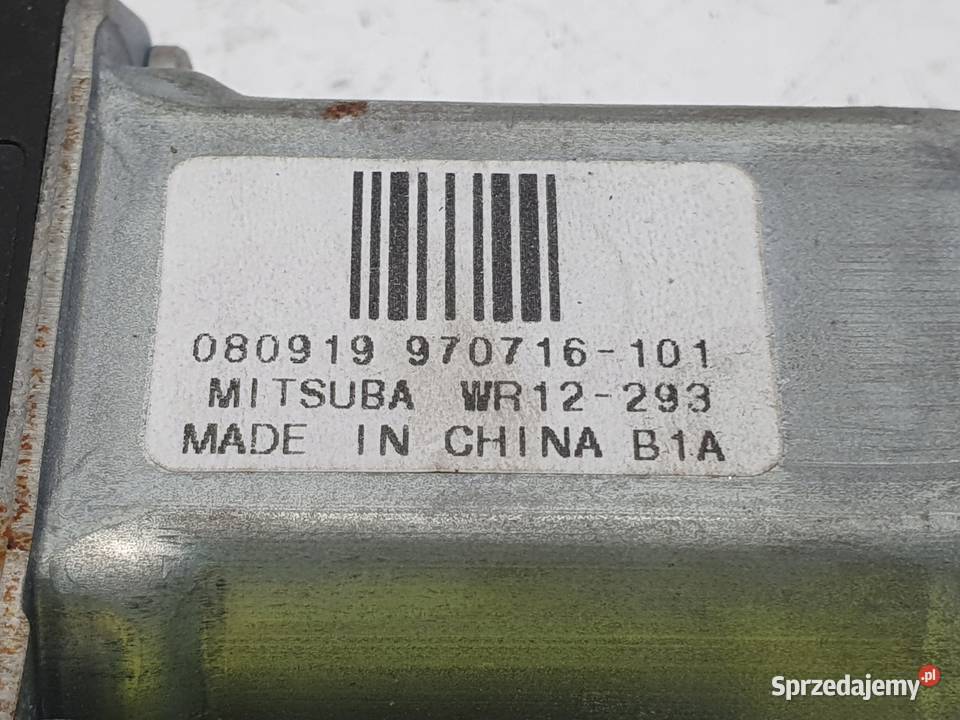 080919 970716-101
MITSUBA WR12-293
MADE IN CHINA B1A
Sprzedajemy.pl